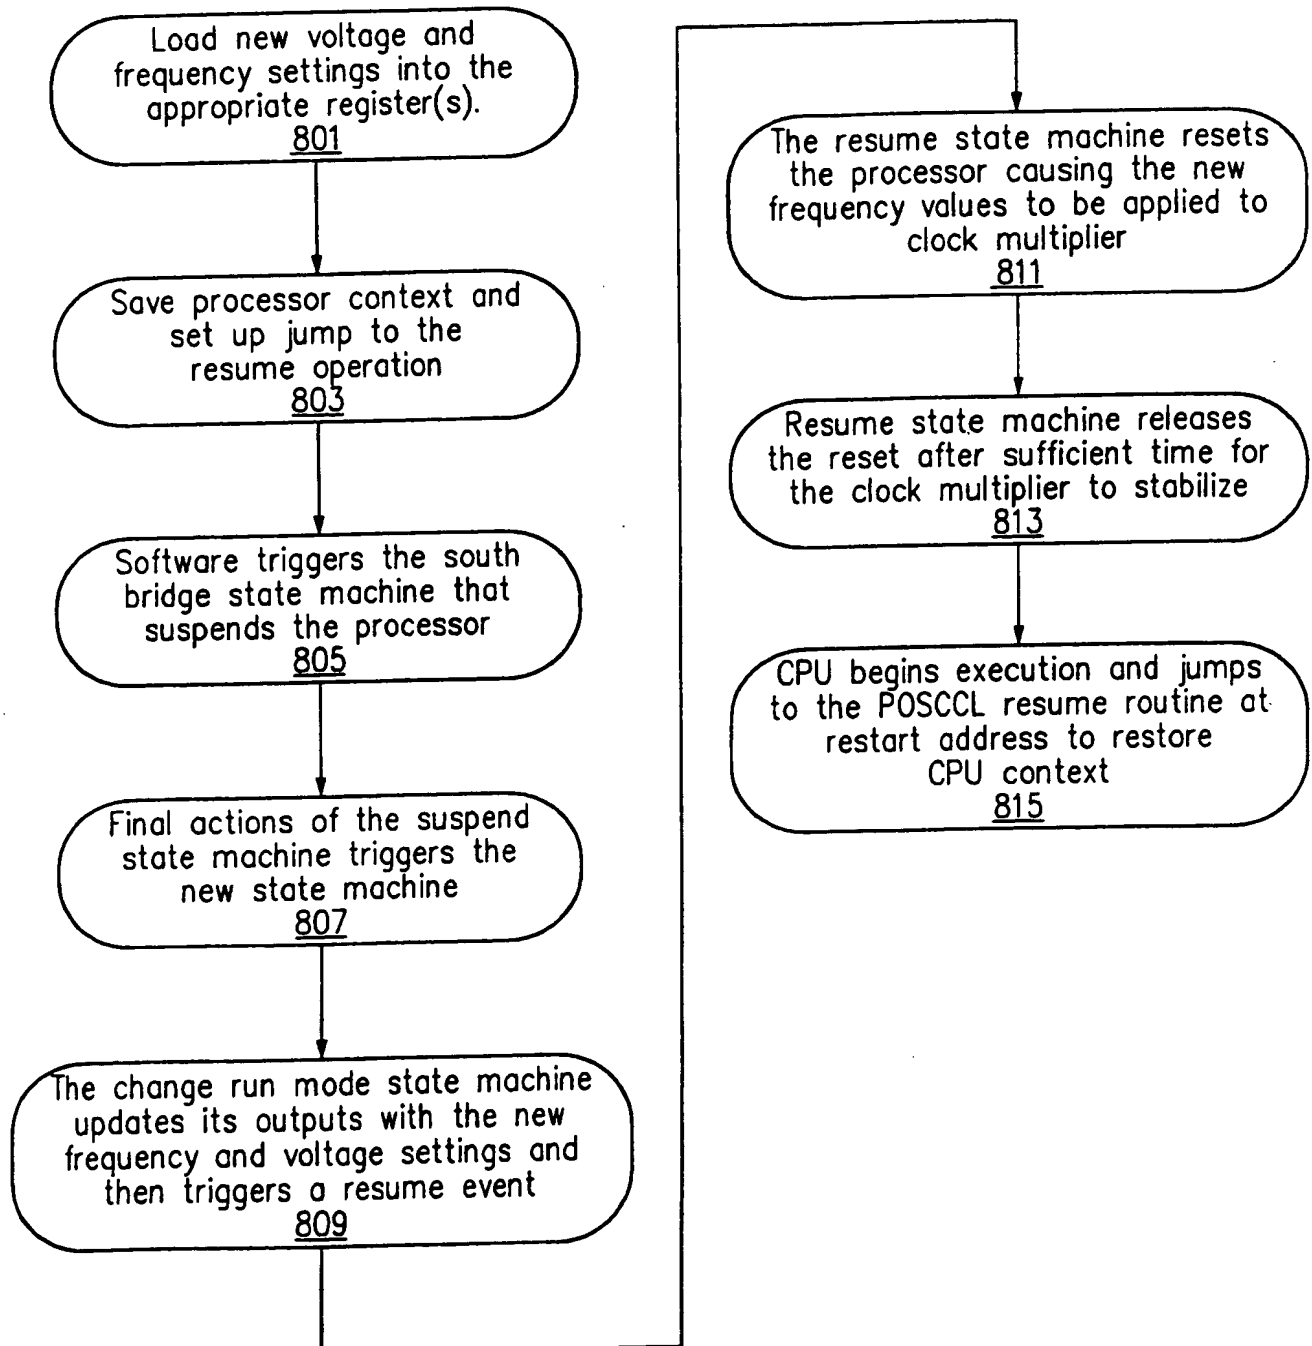 Load new voltage and
frequency settings into the
appropriate register(s).
801
Save processor context and
set up jump to the
resume operation
803
Software triggers the south
bridge state machine that
suspends the processor
805
Final actions of the suspend
state machine triggers the
new state machine
807
The change run mode state machine
updates its outputs with the new
frequency and voltage settings and
then triggers a resume event
809
The resume state machine resets
the processor causing the new
frequency values to be applied to
clock multiplier
811
Resume state machine releases
the reset after sufficient time for
the clock multiplier to stabilize
813
CPU begins execution and jumps
to the POSCCL resume routine at
restart address to restore
CPU context
815